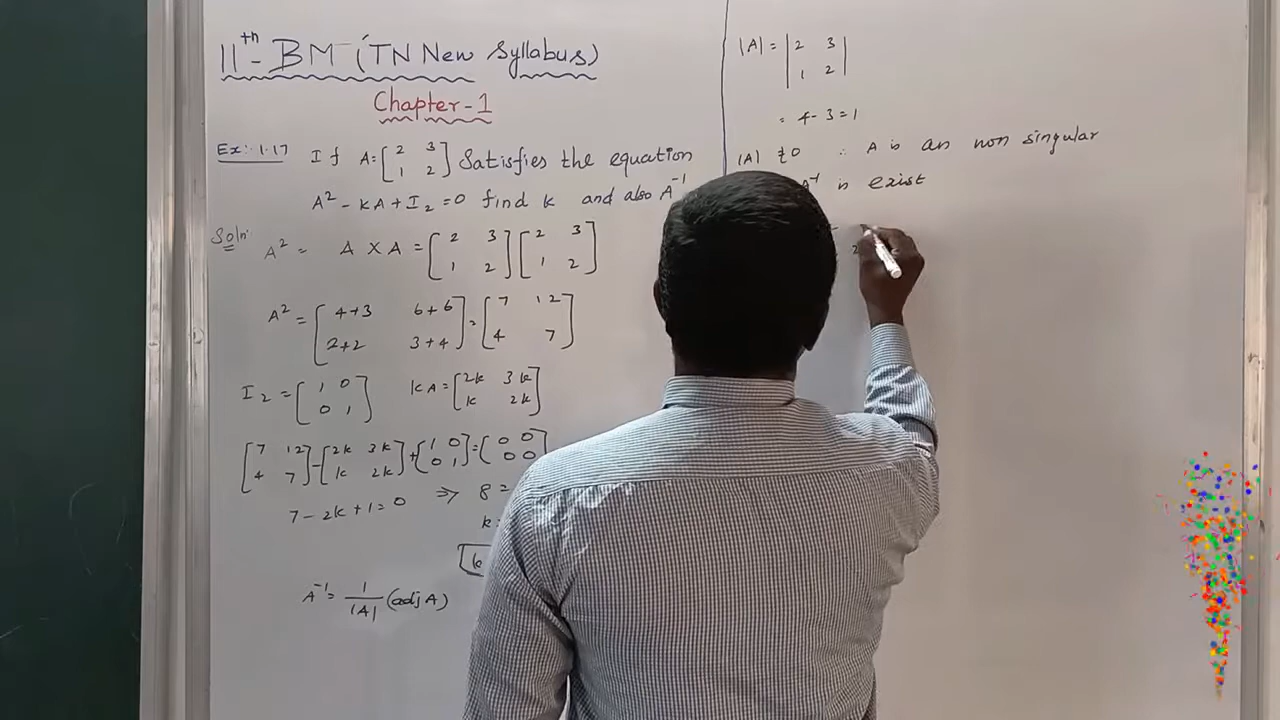 11th - BM (TN New Syllabus)
Chapter - 1
Ex:- 1.17 If A = [2 3 Satisfies the equation
1 2]
A² - kA + I₂ = 0 find k and also A⁻¹
Soln: A² = A × A = [2 3 [2 3
1 2] 1 2]
A² = [4+3 6+6 = [7 12
2+2 3+4] 4 7]
I₂ = [1 0 kA = [2k 3k
0 1] k 2k]
[7 12 - [2k 3k + [1 0 = [0 0
4 7] k 2k] 0 1] 0 0]
7 - 2k + 1 = 0 ⇒ 8 =
k =
k
A⁻¹ = 1/|A| (adj A)
|A| = |2 3
1 2|
= 4 - 3 = 1
|A| ≠ 0 ∴ A is an non singular
A⁻¹ is exist
2